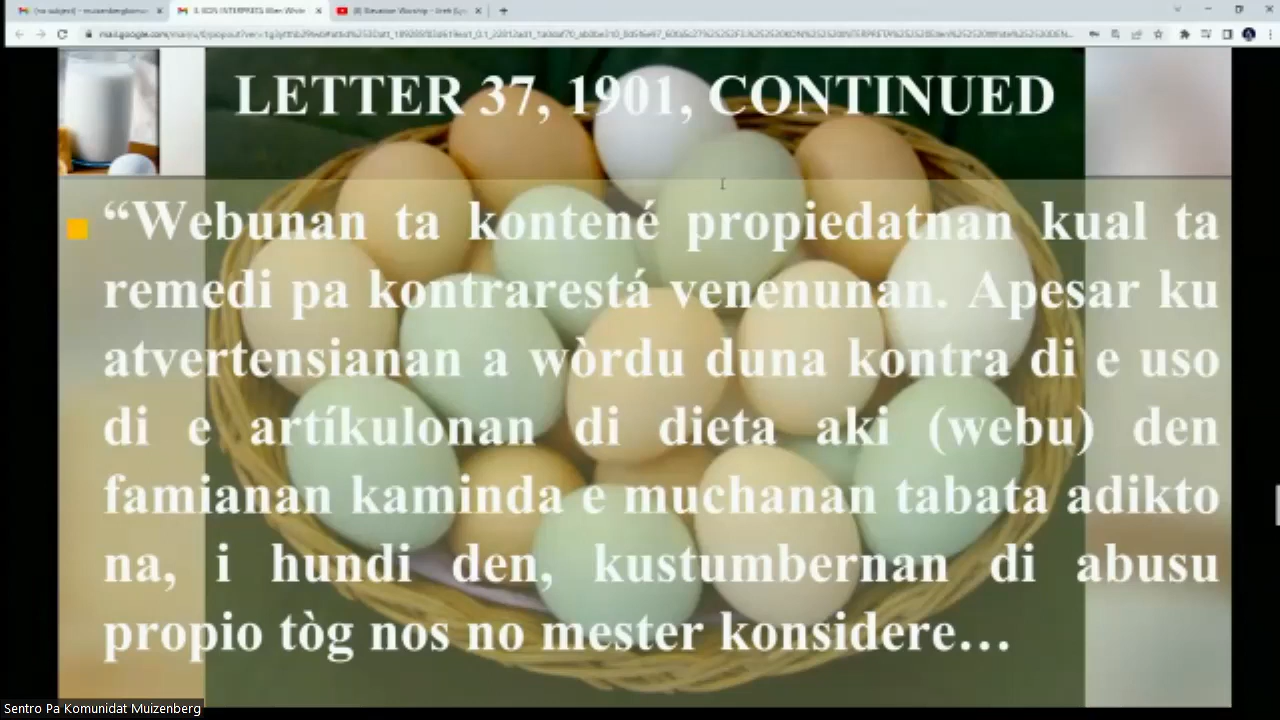 LETTER 37, 1901, CONTINUED
“Webunan ta kontené propiedatnan kual ta
remedi pa kontrarestá venenunan. Apesar ku
atvertensianan a wòrdu duna kontra di e uso
di e artíkulonan di dieta aki (webu) den
famianan kaminda e muchanan tabata adikto
na, i hundi den, kustumbernan di abusu
propio tòg nos no mester konsidere…
Sentro Pa Komunidat Muizenberg